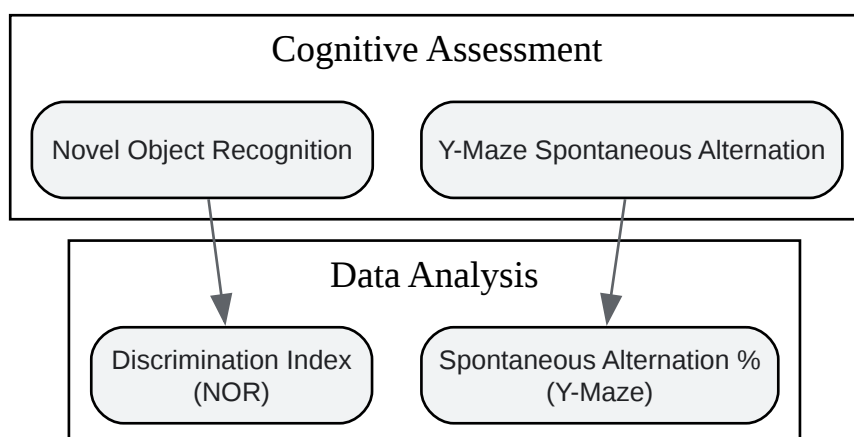 Cognitive Assessment
Novel Object Recognition
Y-Maze Spontaneous Alternation
Data Analysis
Discrimination Index
(NOR)
Spontaneous Alternation %
(Y-Maze)